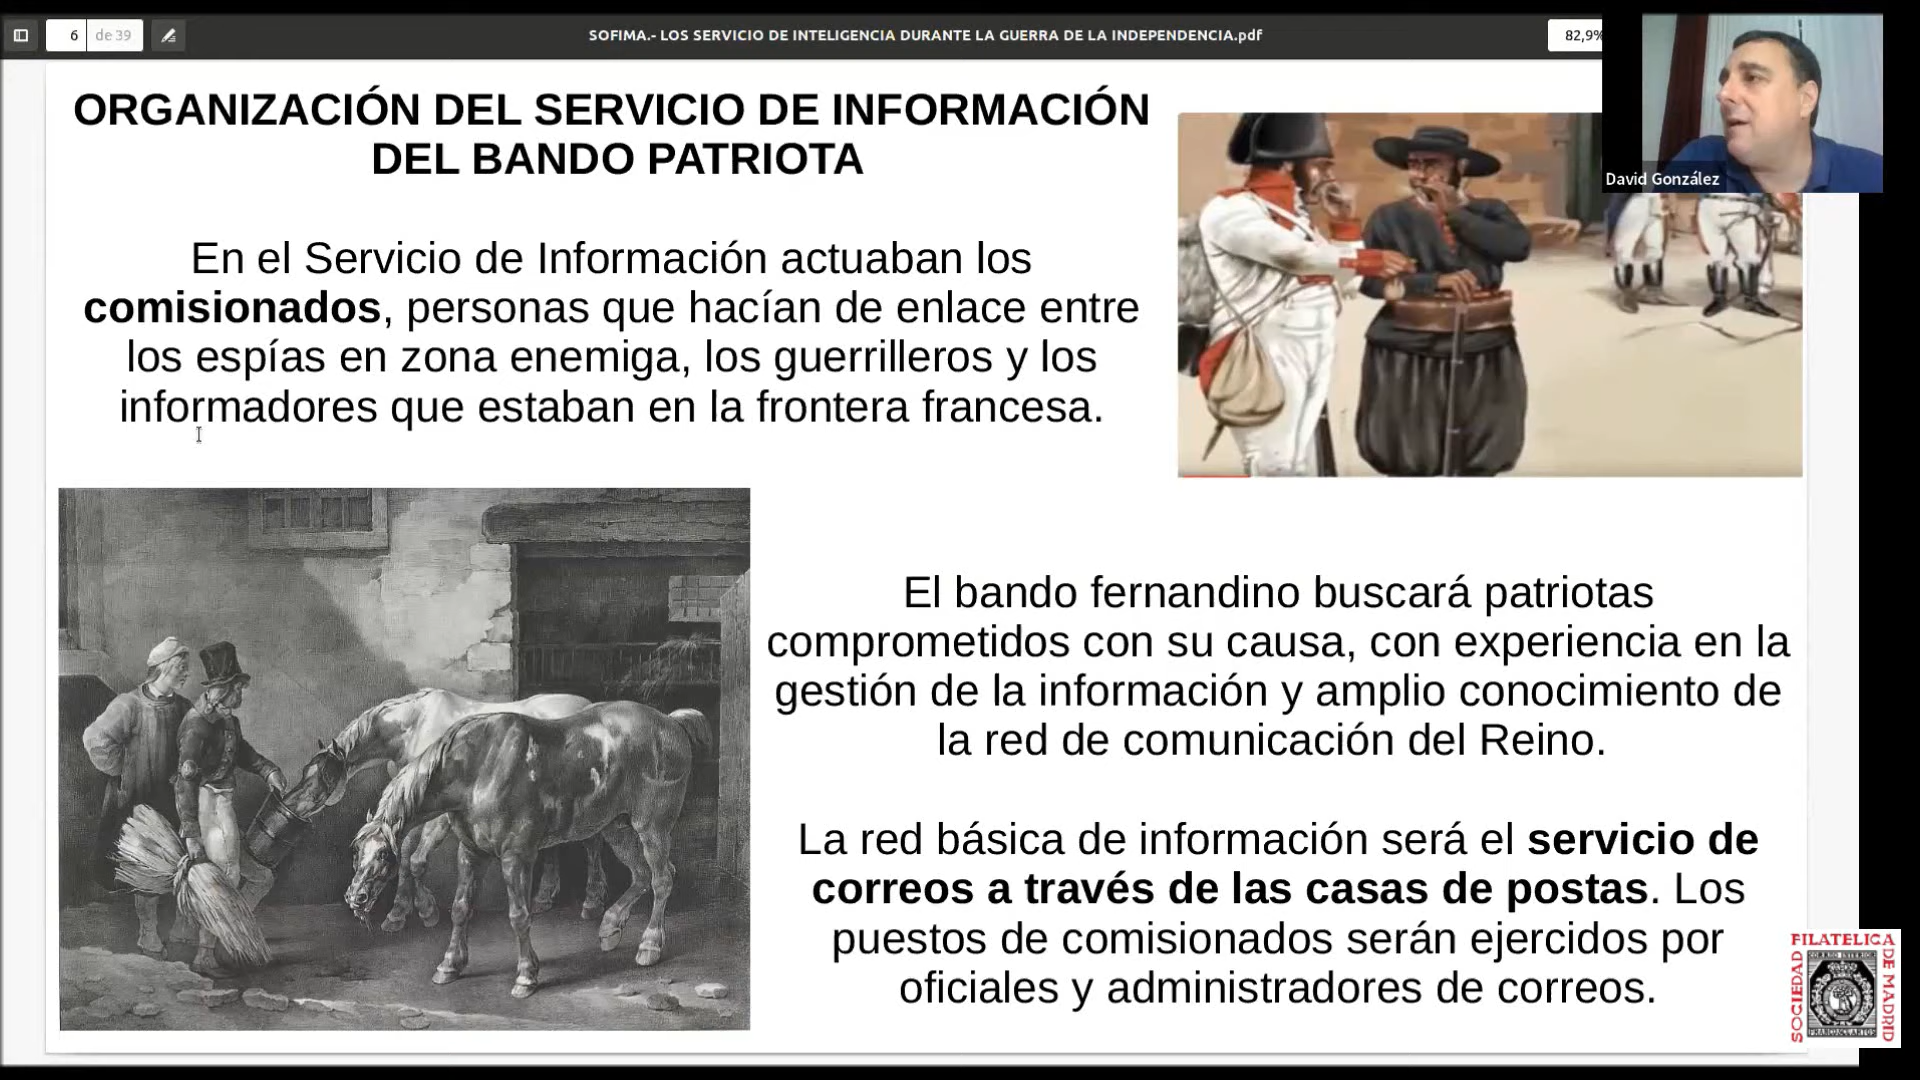 6 de 39
SOFIMA.- LOS SERVICIO DE INTELIGENCIA DURANTE LA GUERRA DE LA INDEPENDENCIA.pdf
82,9%
David González
ORGANIZACIÓN DEL SERVICIO DE INFORMACIÓN
DEL BANDO PATRIOTA
En el Servicio de Información actuaban los
comisionados, personas que hacían de enlace entre
los espías en zona enemiga, los guerrilleros y los
informadores que estaban en la frontera francesa.
El bando fernandino buscará patriotas
comprometidos con su causa, con experiencia en la
gestión de la información y amplio conocimiento de
la red de comunicación del Reino.
La red básica de información será el servicio de
correos a través de las casas de postas. Los
puestos de comisionados serán ejercidos por
oficiales y administradores de correos.
SOCIEDAD
FILATELICA
DE MADRID